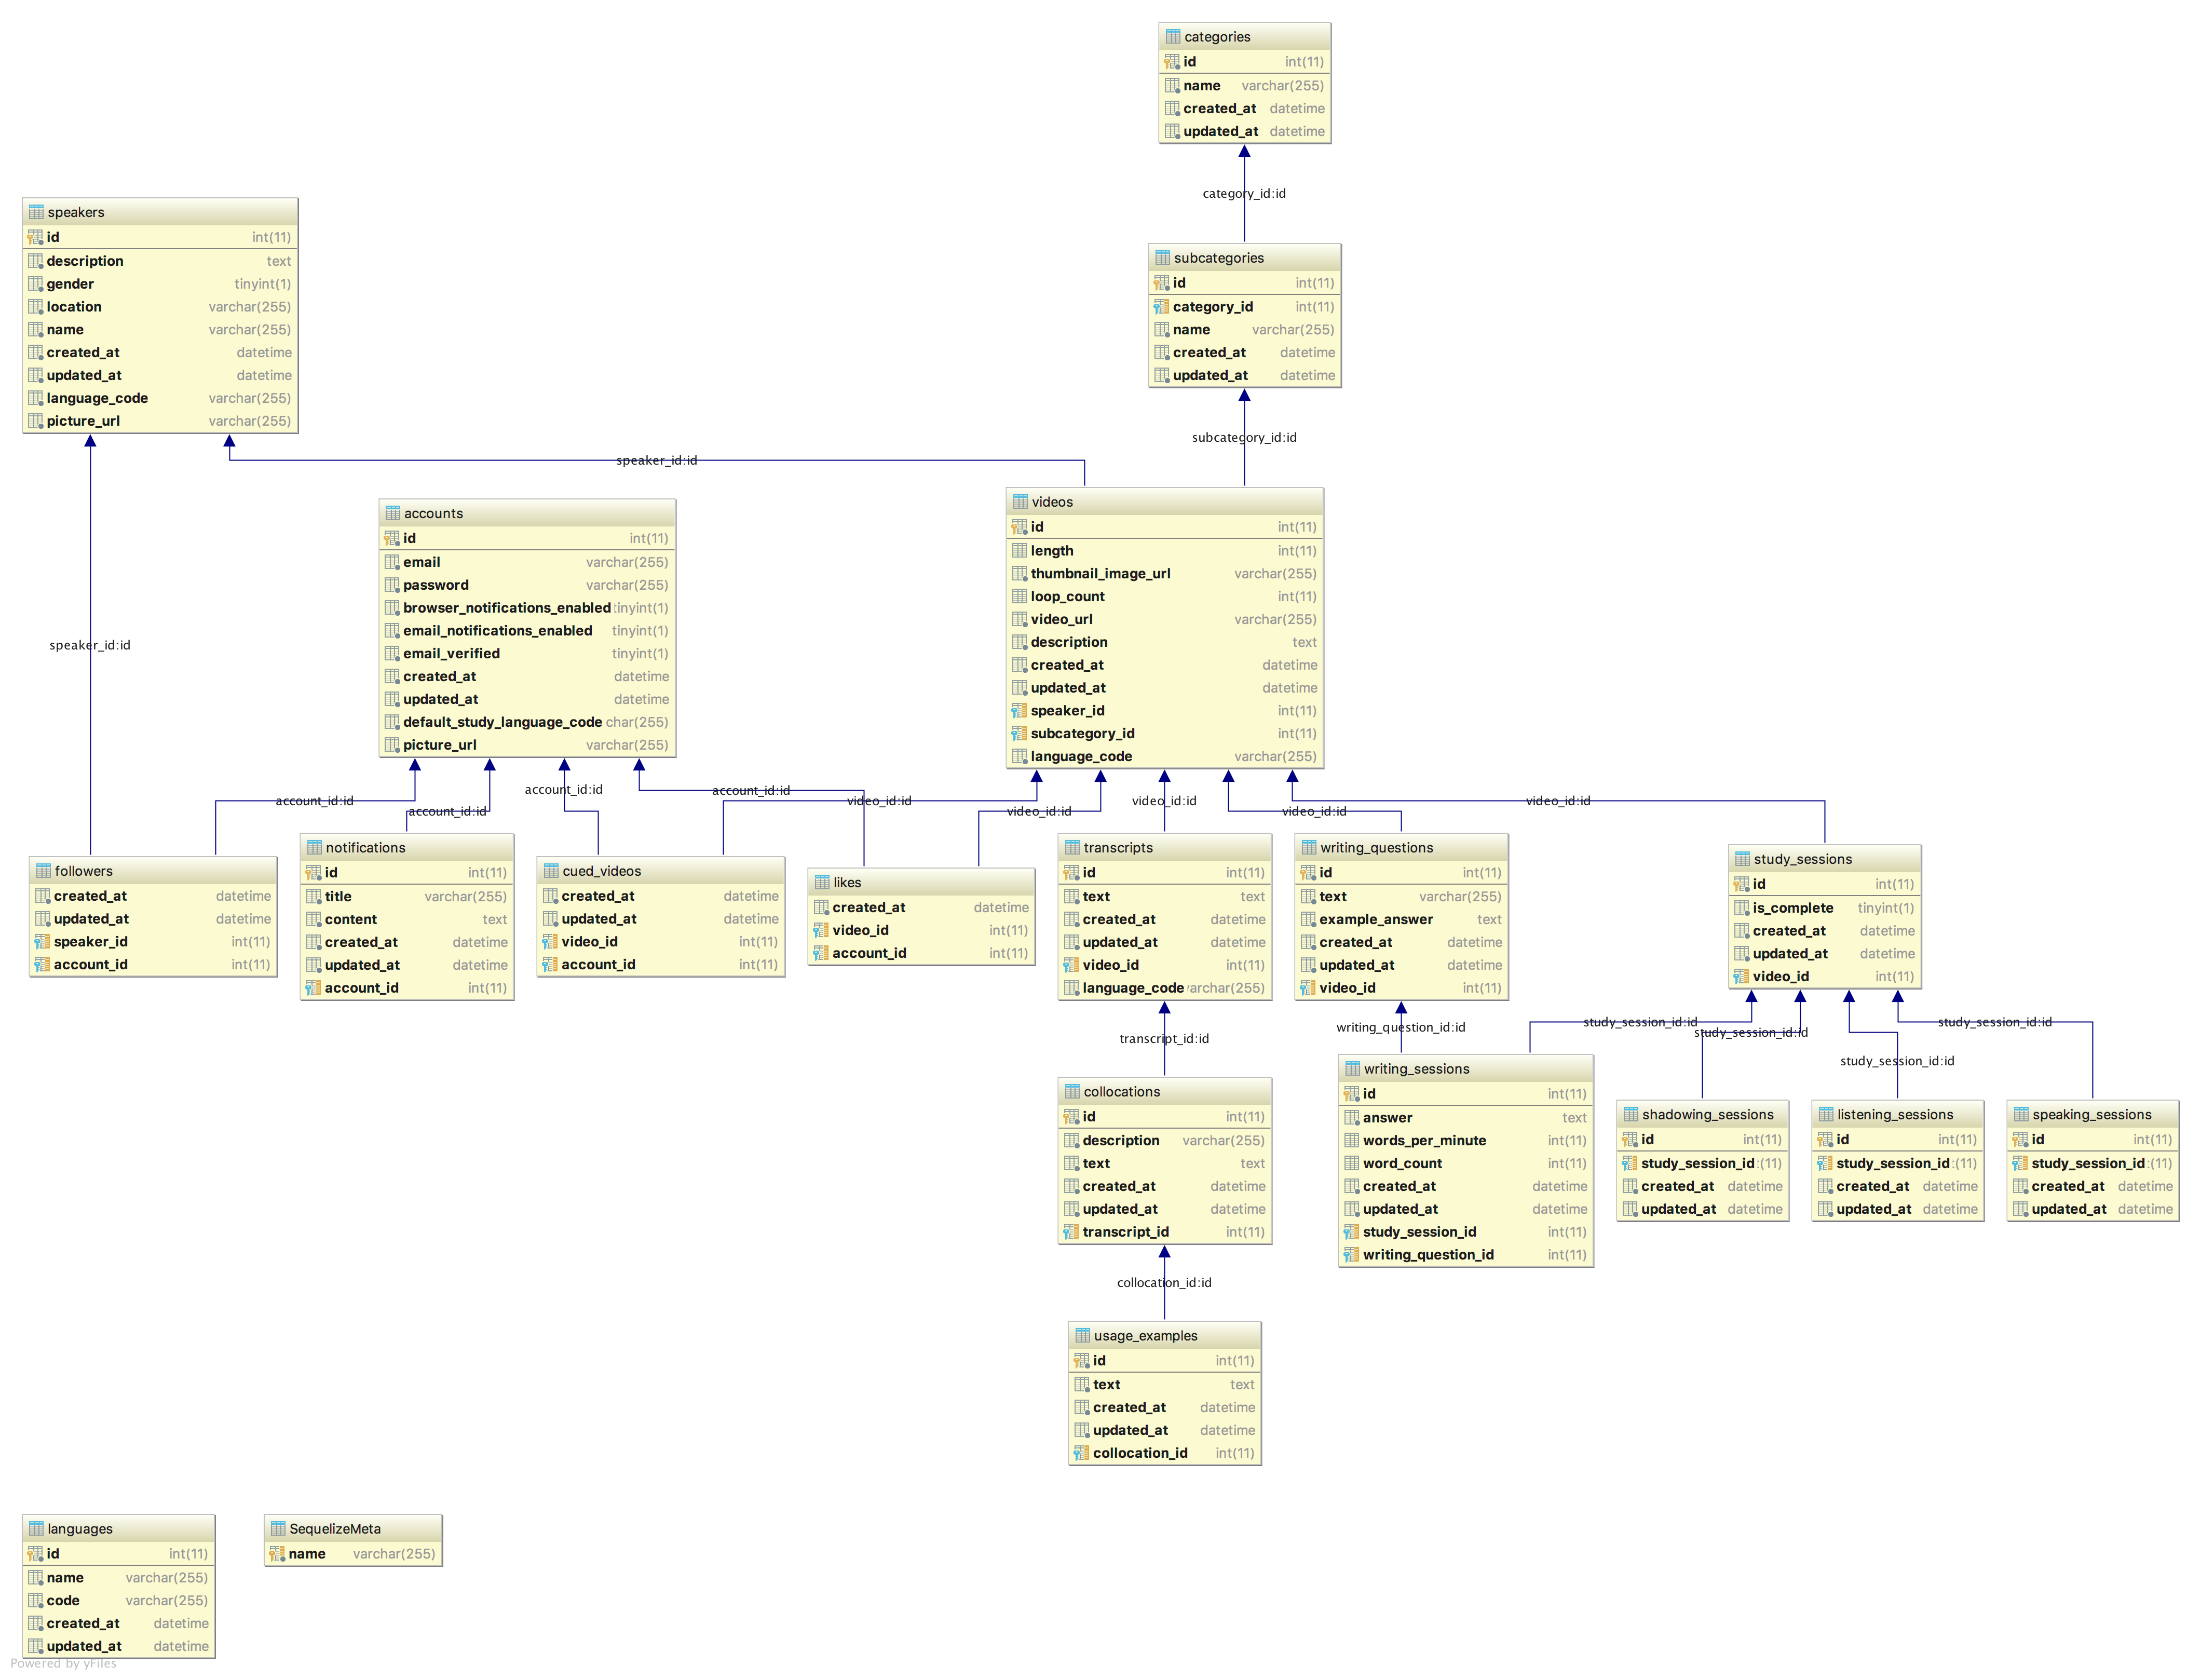 categories
id int(11)
name varchar(255)
created_at datetime
updated_at datetime
category_id:id
speakers
id int(11)
description text
gender tinyint(1)
location varchar(255)
name varchar(255)
created_at datetime
updated_at datetime
language_code varchar(255)
picture_url varchar(255)
subcategories
id int(11)
category_id int(11)
name varchar(255)
created_at datetime
updated_at datetime
subcategory_id:id
speaker_id:id
speaker_id:id
accounts
id int(11)
email varchar(255)
password varchar(255)
browser_notifications_enabled tinyint(1)
email_notifications_enabled tinyint(1)
email_verified tinyint(1)
created_at datetime
updated_at datetime
default_study_language_code char(255)
picture_url varchar(255)
videos
id int(11)
length int(11)
thumbnail_image_url varchar(255)
loop_count int(11)
video_url varchar(255)
description text
created_at datetime
updated_at datetime
speaker_id int(11)
subcategory_id int(11)
language_code varchar(255)
account_id:id
account_id:id
account_id:id
account_id:id
video_id:id
video_id:id
video_id:id
video_id:id
video_id:id
followers
created_at datetime
updated_at datetime
speaker_id int(11)
account_id int(11)
notifications
id int(11)
title varchar(255)
content text
created_at datetime
updated_at datetime
account_id int(11)
cued_videos
created_at datetime
updated_at datetime
video_id int(11)
account_id int(11)
likes
created_at datetime
video_id int(11)
account_id int(11)
transcripts
id int(11)
text text
created_at datetime
updated_at datetime
video_id int(11)
language_code varchar(255)
writing_questions
id int(11)
text varchar(255)
example_answer text
created_at datetime
updated_at datetime
video_id int(11)
study_sessions
id int(11)
is_complete tinyint(1)
created_at datetime
updated_at datetime
video_id int(11)
transcript_id:id
writing_question_id:id
study_session_id:id
study_session_id:id
study_session_id:id
study_session_id:id
collocations
id int(11)
description varchar(255)
text text
created_at datetime
updated_at datetime
transcript_id int(11)
writing_sessions
id int(11)
answer text
words_per_minute int(11)
word_count int(11)
created_at datetime
updated_at datetime
study_session_id int(11)
writing_question_id int(11)
shadowing_sessions
id int(11)
study_session_id :(11)
created_at datetime
updated_at datetime
listening_sessions
id int(11)
study_session_id :(11)
created_at datetime
updated_at datetime
speaking_sessions
id int(11)
study_session_id :(11)
created_at datetime
updated_at datetime
collocation_id:id
usage_examples
id int(11)
text text
created_at datetime
updated_at datetime
collocation_id int(11)
languages
id int(11)
name varchar(255)
code varchar(255)
created_at datetime
updated_at datetime
SequelizeMeta
name varchar(255)
Powered by yFiles